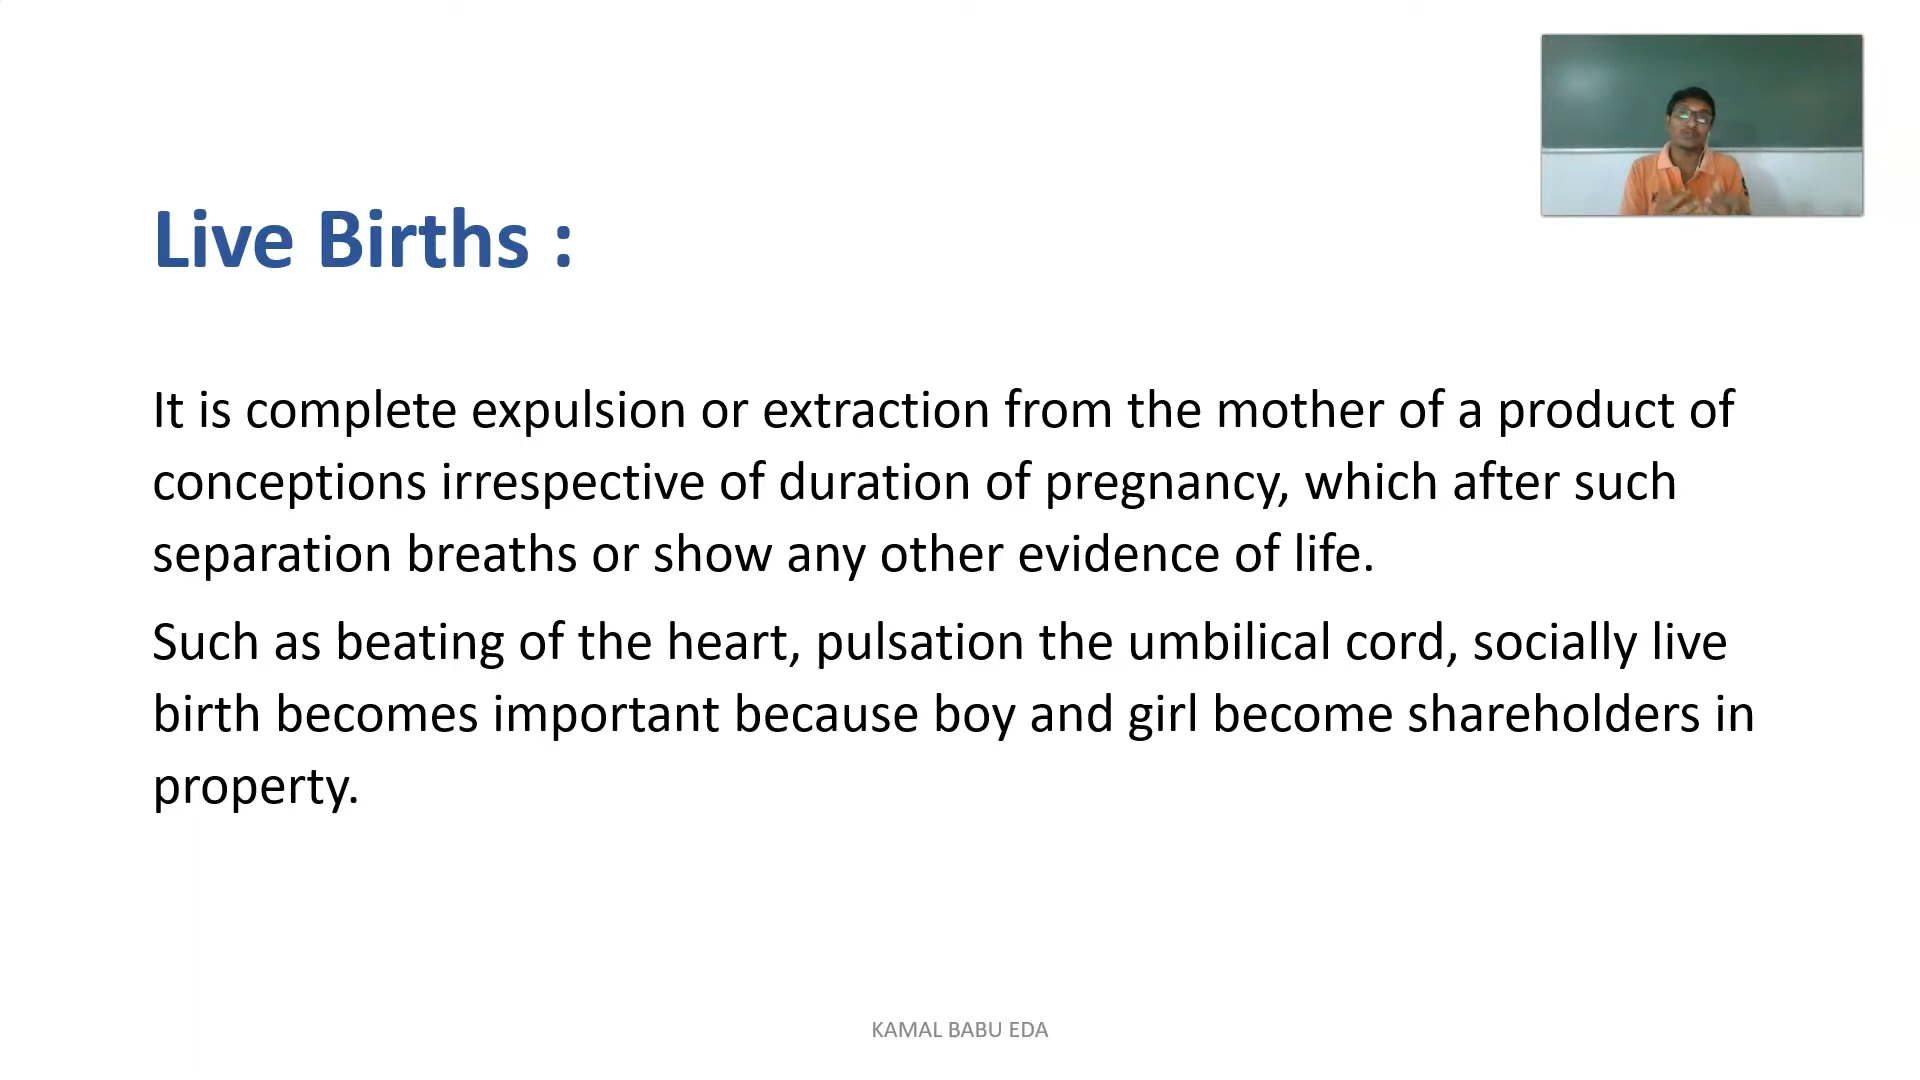 Live Births :
It is complete expulsion or extraction from the mother of a product of
conceptions irrespective of duration of pregnancy, which after such
separation breaths or show any other evidence of life.
Such as beating of the heart, pulsation the umbilical cord, socially live
birth becomes important because boy and girl become shareholders in
property.
KAMAL BABU EDA